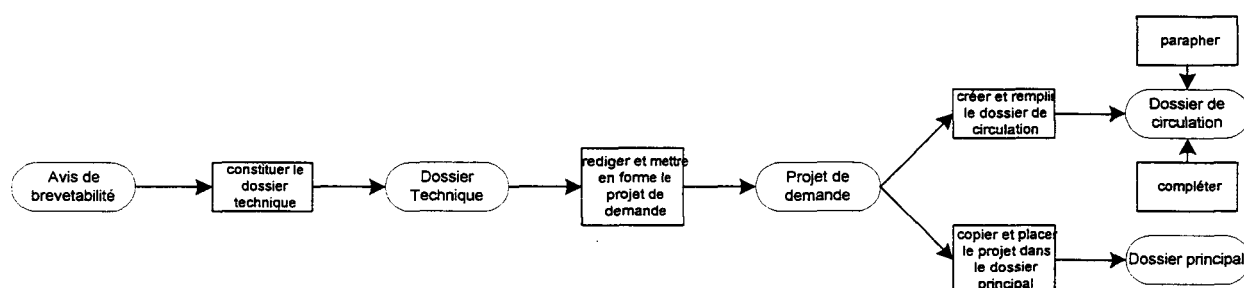 Avis de
brevetabilité
constituer le
dossier
technique
Dossier
Technique
rediger et mettre
en forme le
projet de
demande
Projet de
demande
créer et remplir
le dossier de
circulation
parapher
Dossier de
circulation
compléter
copier et placer
le projet dans
le dossier
principal
Dossier principal